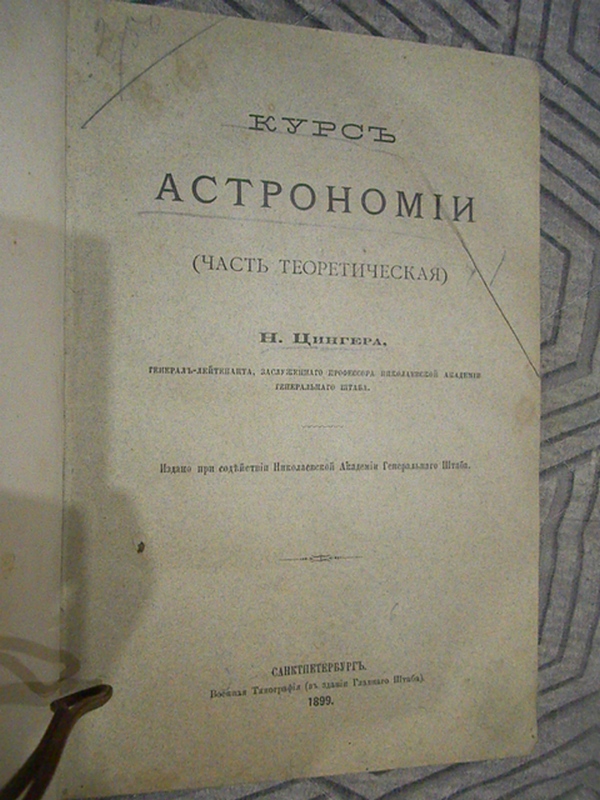 КУРСЪ
АСТРОНОМІИ
(ЧАСТЬ ТЕОРЕТИЧЕСКАЯ)
Н. ЦИНГЕРА,
ГЕНЕРАЛЪ-ЛЕЙТЕНАНТА, ЗАСЛУЖЕННАГО ПРОФЕССОРА НИКОЛАЕВСКОЙ АКАДЕМІИ
ГЕНЕРАЛЬНАГО ШТАБА.
Издано при содѣйствіи Николаевской Академіи Генеральнаго Штаба.
САНКТПЕТЕРБУРГЪ.
Военная Типографія (въ зданіи Главнаго Штаба).
1899.